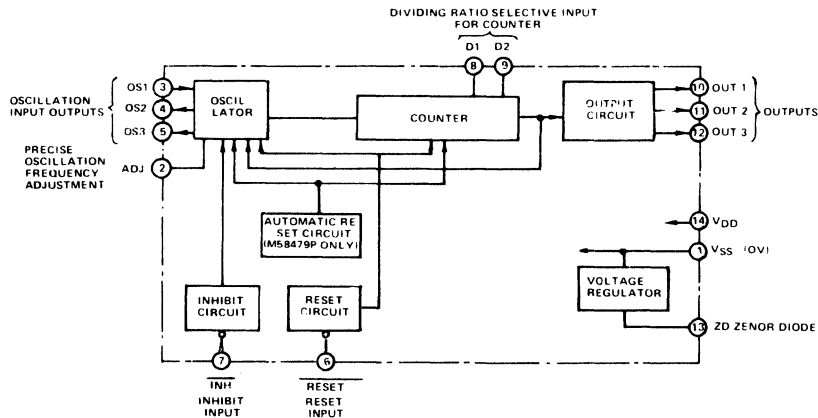 DIVIDING RATIO SELECTIVE INPUT
FOR COUNTER
D1 D2
8 9
OSCILLATION
INPUT OUTPUTS
OS1 3
OS2 4
OS3 5
OSCIL
LATOR
COUNTER
OUTPUT
CIRCUIT
10 OUT 1
11 OUT 2
12 OUT 3
OUTPUTS
PRECISE
OSCILLATION
FREQUENCY
ADJUSTMENT
ADJ 2
AUTOMATIC RE
SET CIRCUIT
(M58479P ONLY)
14 VDD
1 VSS (OV)
VOLTAGE
REGULATOR
13 ZD ZENOR DIODE
INHIBIT
CIRCUIT
RESET
CIRCUIT
7
6
INH
INHIBIT
INPUT
RESET
RESET
INPUT